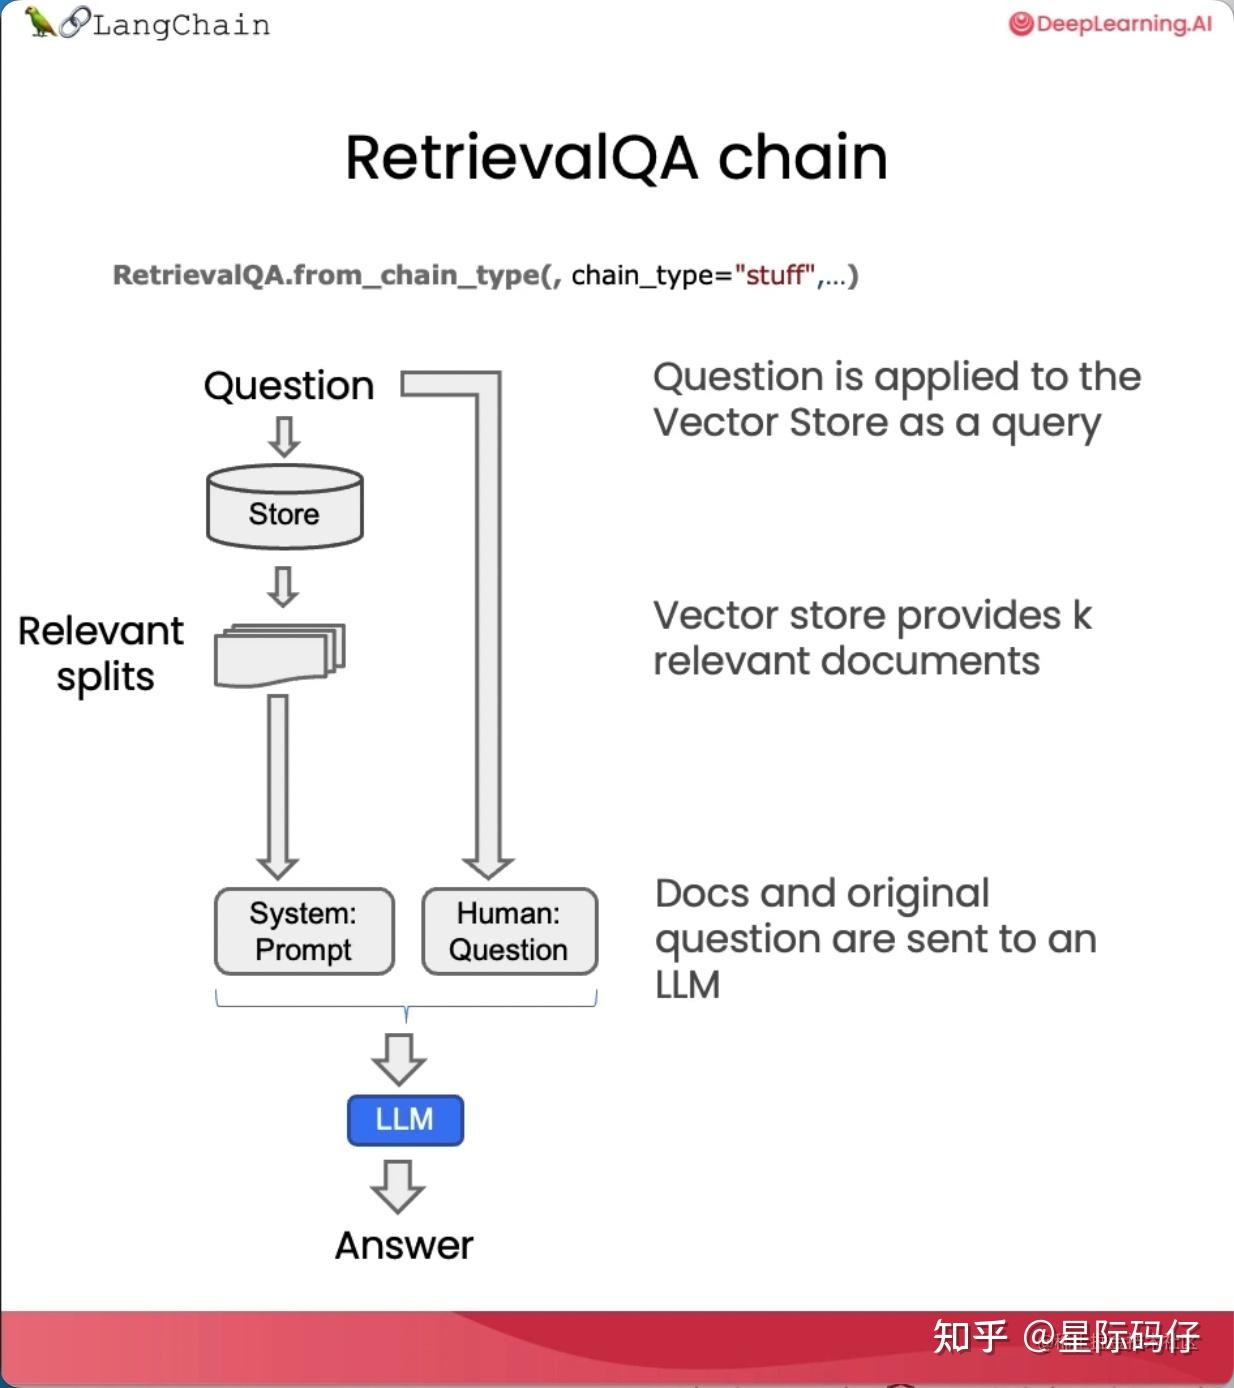 LangChain
DeepLearning.AI
RetrievalQA chain
RetrievalQA.from_chain_type(, chain_type="stuff",...)
Question
Store
Relevant
splits
System:
Prompt
Human:
Question
LLM
Answer
Question is applied to the
Vector Store as a query
Vector store provides k
relevant documents
Docs and original
question are sent to an
LLM
知乎 @星际码仔